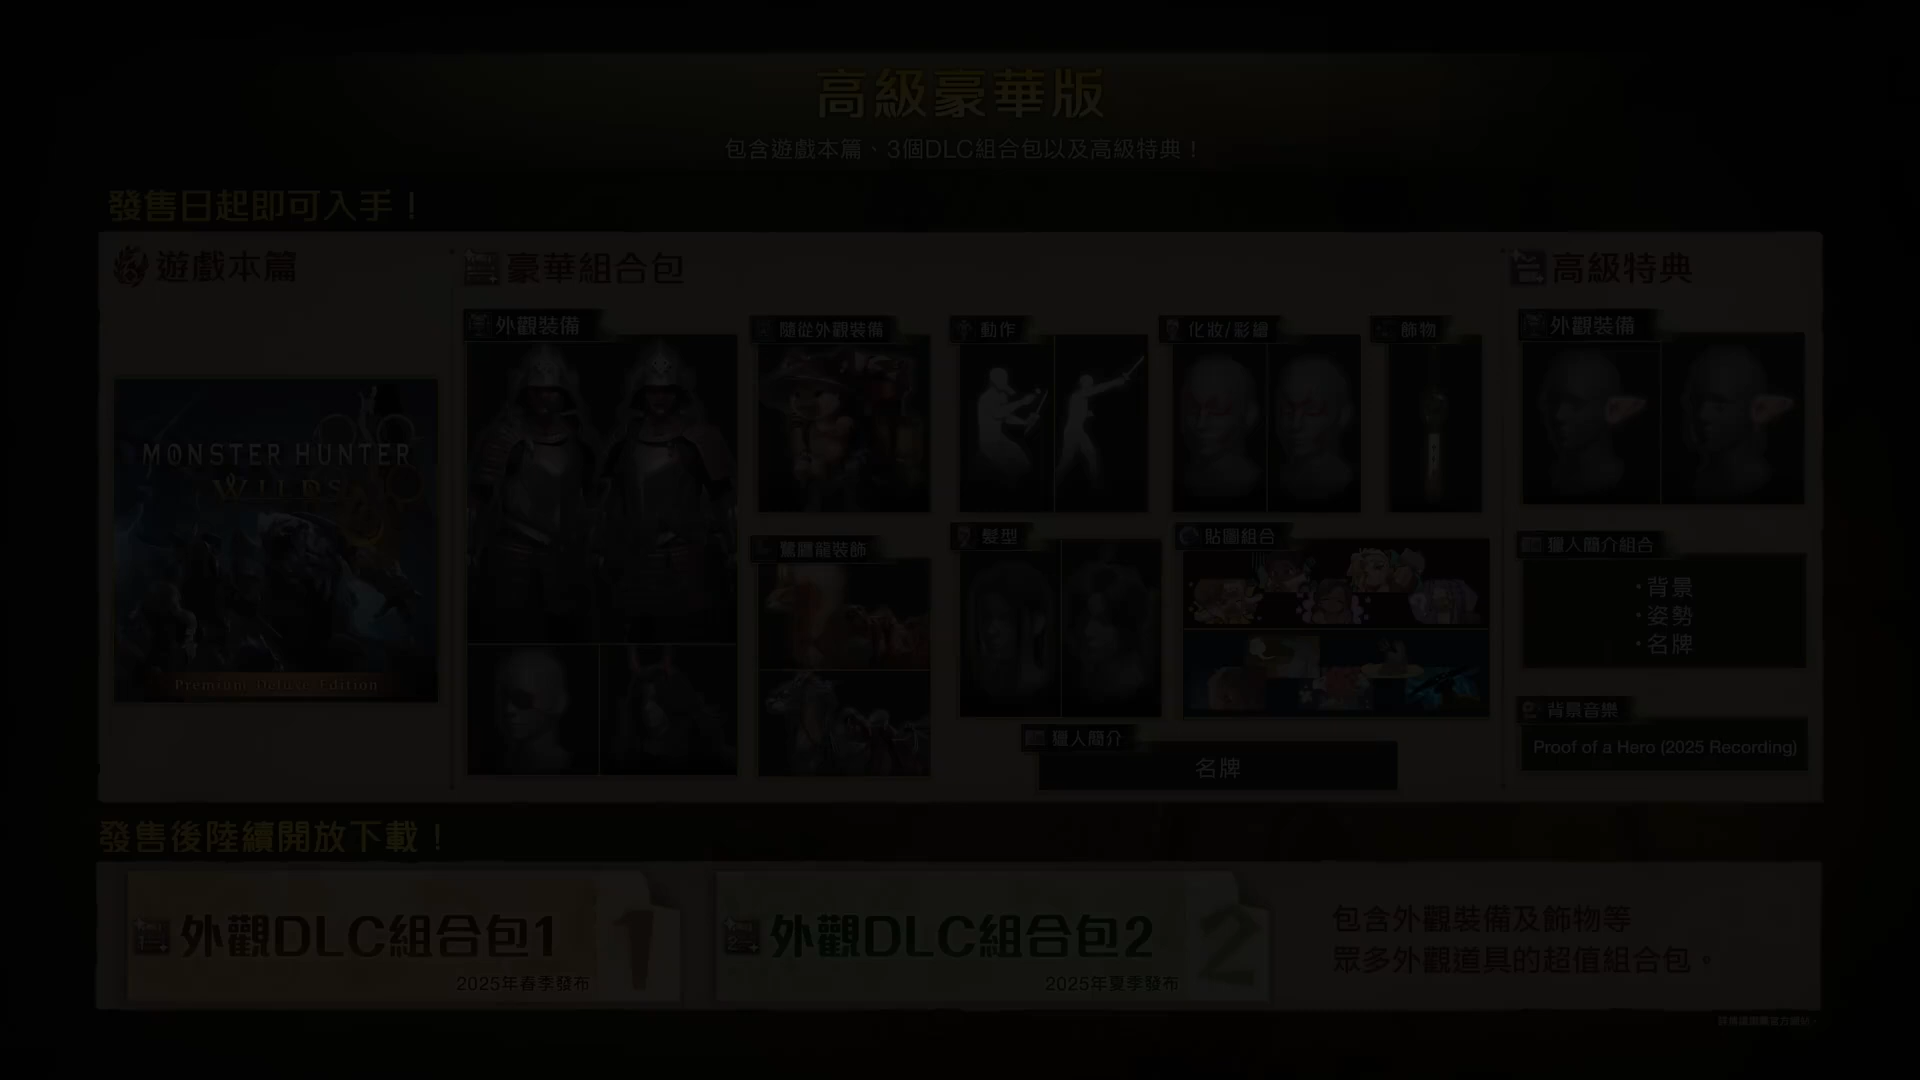 高級豪華版
包含遊戲本篇、3個DLC組合包以及高級特典！
發售日起即可入手！
遊戲本篇
MONSTER HUNTER
WILDS
Premium Deluxe Edition
豪華組合包
外觀裝備
隨從外觀裝備
鷺鷹龍裝飾
動作
化妝/彩繪
飾物
髮型
貼圖組合
獵人簡介
名牌
高級特典
外觀裝備
獵人簡介組合
・背景
・姿勢
・名牌
背景音樂
Proof of a Hero (2025 Recording)
發售後陸續開放下載！
外觀DLC組合包1
2025年春季發布
1
外觀DLC組合包2
2025年夏季發布
2
包含外觀裝備及飾物等
眾多外觀道具的超值組合包。